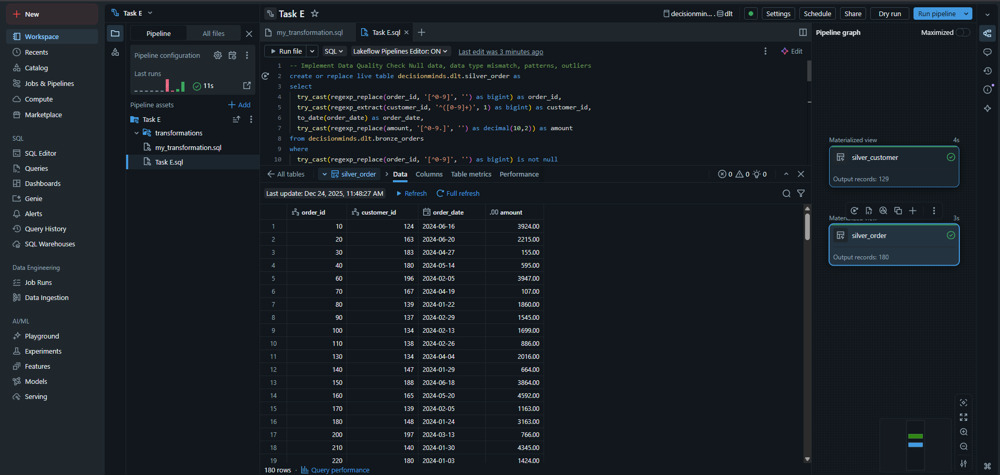 New
Workspace
Recents
Catalog
Jobs & Pipelines
Compute
Marketplace
SQL
SQL Editor
Queries
Dashboards
Genie
Alerts
Query History
SQL Warehouses
Data Engineering
Job Runs
Data Ingestion
AI/ML
Playground
Experiments
Features
Models
Serving
Task E
Pipeline All files
Pipeline configuration
Last runs
11s
Pipeline assets Add
Task E
transformations
my_transformation.sql
Task E.sql
Task E decisionmin... . dlt Settings Schedule Share Dry run Run pipeline
my_transformation.sql Task E.sql
Run file SQL Lakeflow Pipelines Editor: ON Last edit was 3 minutes ago Edit
1 -- Implement Data Quality Check Null data, data type mismatch, patterns, outliers
2 create or replace live table decisionminds.dlt.silver_order as
3 select
4 try_cast(regexp_replace(order_id, '[^0-9]', '') as bigint) as order_id,
5 try_cast(regexp_extract(customer_id, '^([0-9]+)', 1) as bigint) as customer_id,
6 to_date(order_date) as order_date,
7 try_cast(regexp_replace(amount, '[^0-9.]', '') as decimal(10,2)) as amount
8 from decisionminds.dlt.bronze_orders
9 where
10 try_cast(regexp_replace(order_id, '[^0-9]', '') as bigint) is not null
All tables silver_order Data Columns Table metrics Performance 0 0 0
Last update: Dec 24, 2025, 11:48:27 AM Refresh Full refresh
order_id customer_id order_date .00 amount
1 10 124 2024-06-16 3924.00
2 20 163 2024-06-20 2215.00
3 30 183 2024-04-27 155.00
4 40 180 2024-05-14 595.00
5 60 196 2024-02-05 3947.00
6 70 167 2024-04-19 107.00
7 80 139 2024-01-22 1860.00
8 90 137 2024-02-29 1545.00
9 100 134 2024-02-13 1699.00
10 110 138 2024-02-26 886.00
11 130 134 2024-04-04 2016.00
12 140 147 2024-01-29 664.00
13 150 188 2024-06-18 3864.00
14 160 165 2024-05-20 4592.00
15 170 139 2024-02-05 1163.00
16 180 148 2024-01-24 3163.00
17 200 197 2024-03-13 766.00
18 210 140 2024-01-30 4345.00
19 220 180 2024-01-03 1424.00
180 rows · Query performance
Pipeline graph Maximized
Materialized view 4s
silver_customer
Output records: 129
Materialized view 3s
silver_order
Output records: 180